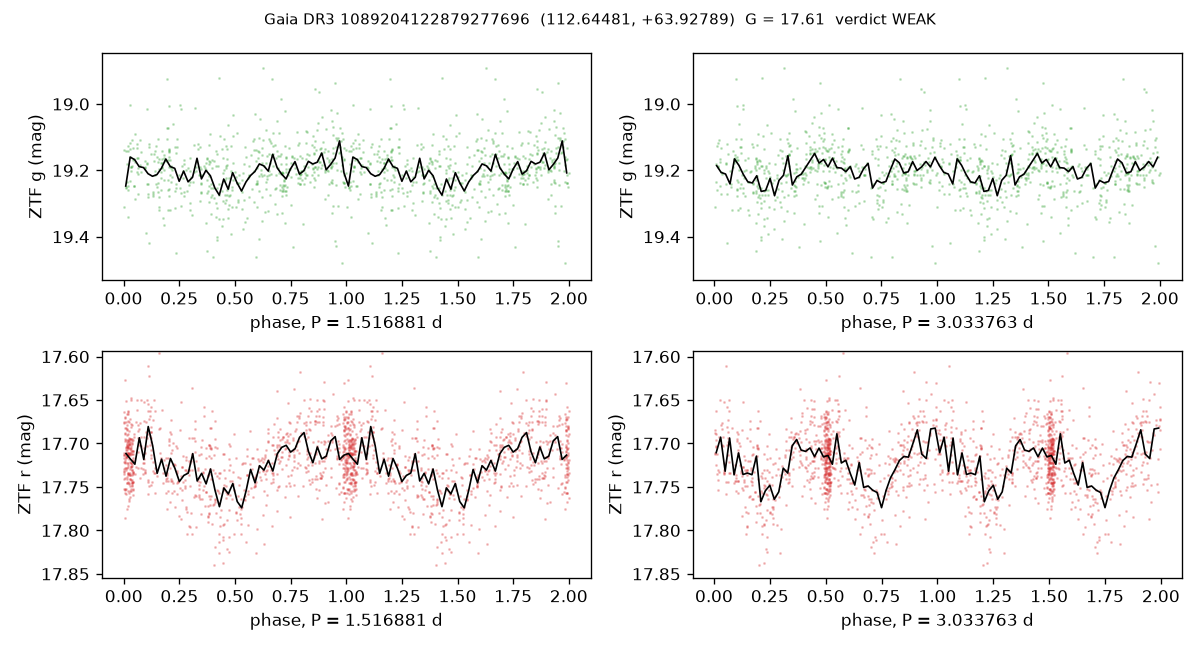 Gaia DR3 1089204122879277696 (112.64481, +63.92789) G = 17.61 verdict WEAK
ZTF g (mag)
19.0
19.2
19.4
0.00 0.25 0.50 0.75 1.00 1.25 1.50 1.75 2.00
phase, P = 1.516881 d
ZTF g (mag)
19.0
19.2
19.4
0.00 0.25 0.50 0.75 1.00 1.25 1.50 1.75 2.00
phase, P = 3.033763 d
ZTF r (mag)
17.60
17.65
17.70
17.75
17.80
17.85
0.00 0.25 0.50 0.75 1.00 1.25 1.50 1.75 2.00
phase, P = 1.516881 d
ZTF r (mag)
17.60
17.65
17.70
17.75
17.80
17.85
0.00 0.25 0.50 0.75 1.00 1.25 1.50 1.75 2.00
phase, P = 3.033763 d